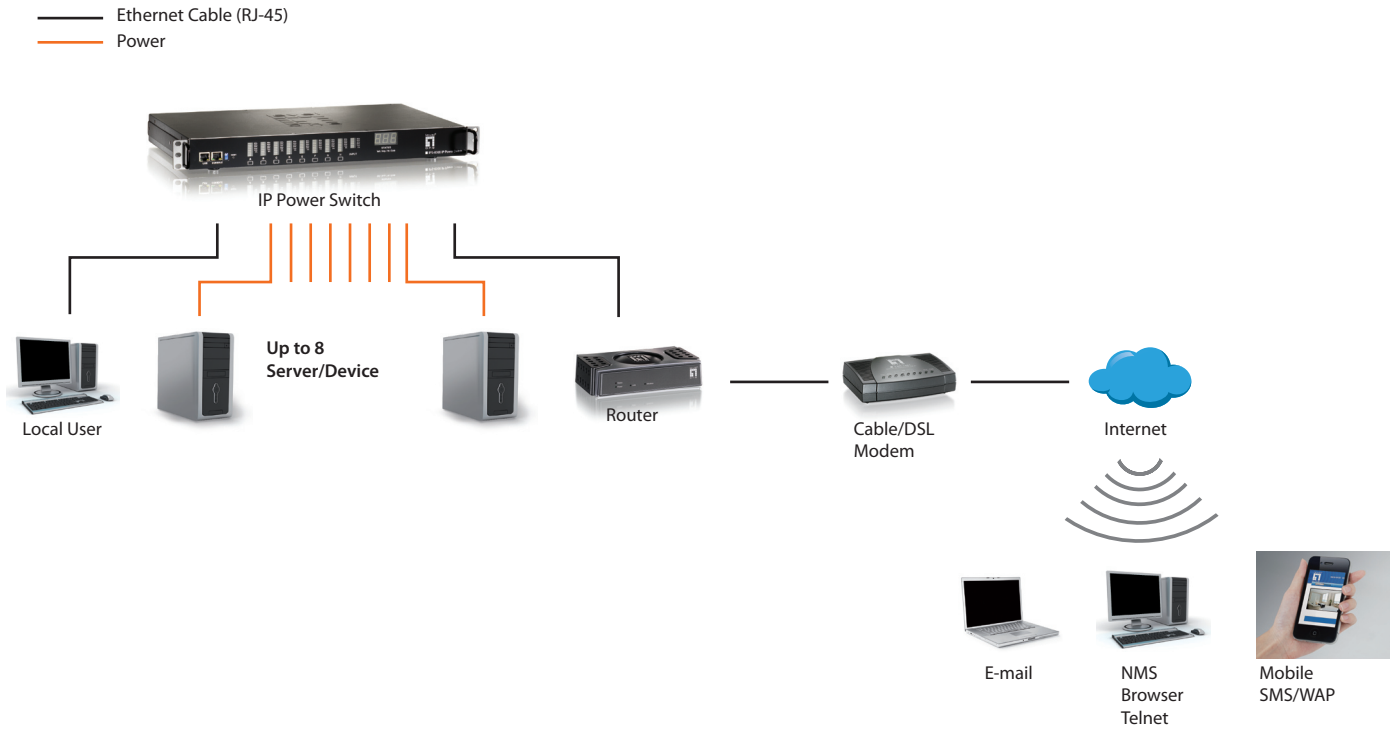 Ethernet Cable (RJ-45)
Power
IP Power Switch
Up to 8
Server/Device
Local User
Router
Cable/DSL
Modem
Internet
E-mail
NMS
Browser
Telnet
Mobile
SMS/WAP